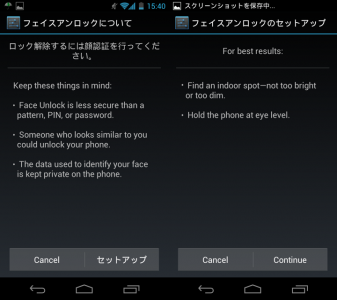 15:40
フェイスアンロックについて
ロック解除するには顔認証を行ってくだ
さい。
Keep these things in mind:
• Face Unlock is less secure than a
pattern, PIN, or password.
• Someone who looks similar to you
could unlock your phone.
• The data used to identify your face
is kept private on the phone.
Cancel
セットアップ
スクリーンショットを保存中...
フェイスアンロックのセットアップ
For best results:
• Find an indoor spot—not too bright
or too dim.
• Hold the phone at eye level.
Cancel
Continue